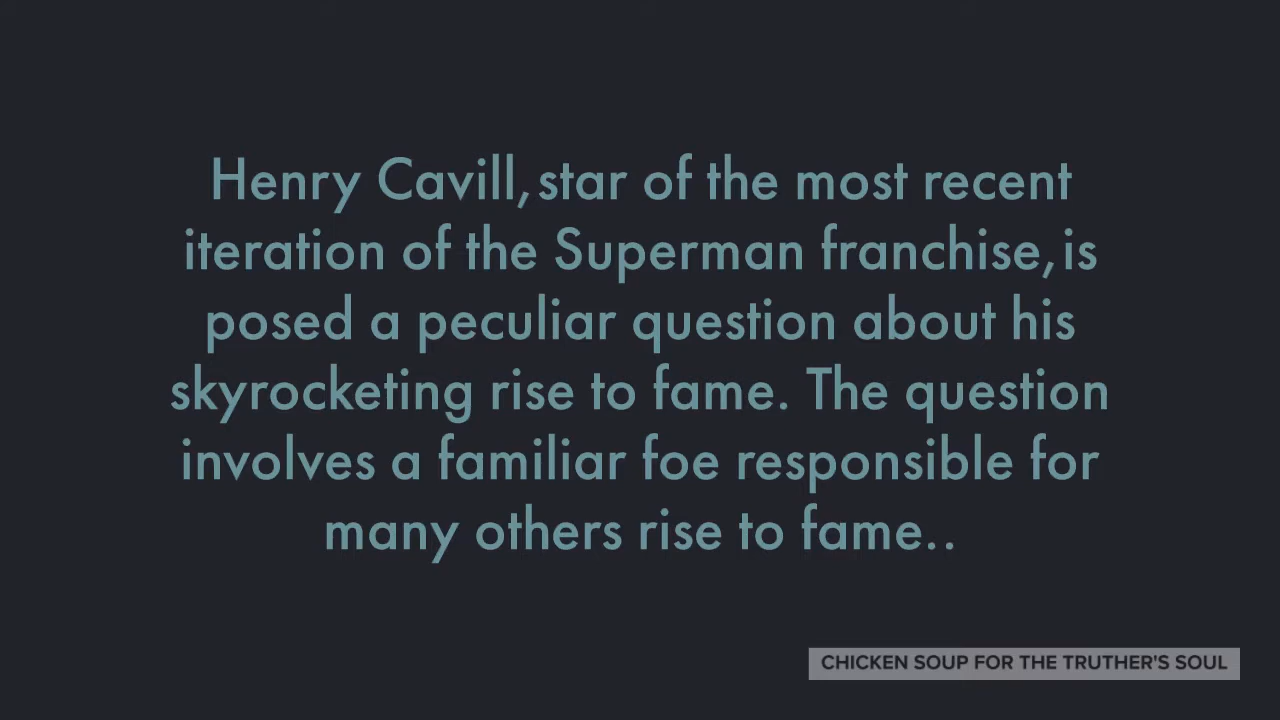 Henry Cavill, star of the most recent
iteration of the Superman franchise, is
posed a peculiar question about his
skyrocketing rise to fame. The question
involves a familiar foe responsible for
many others rise to fame..
CHICKEN SOUP FOR THE TRUTHER'S SOUL